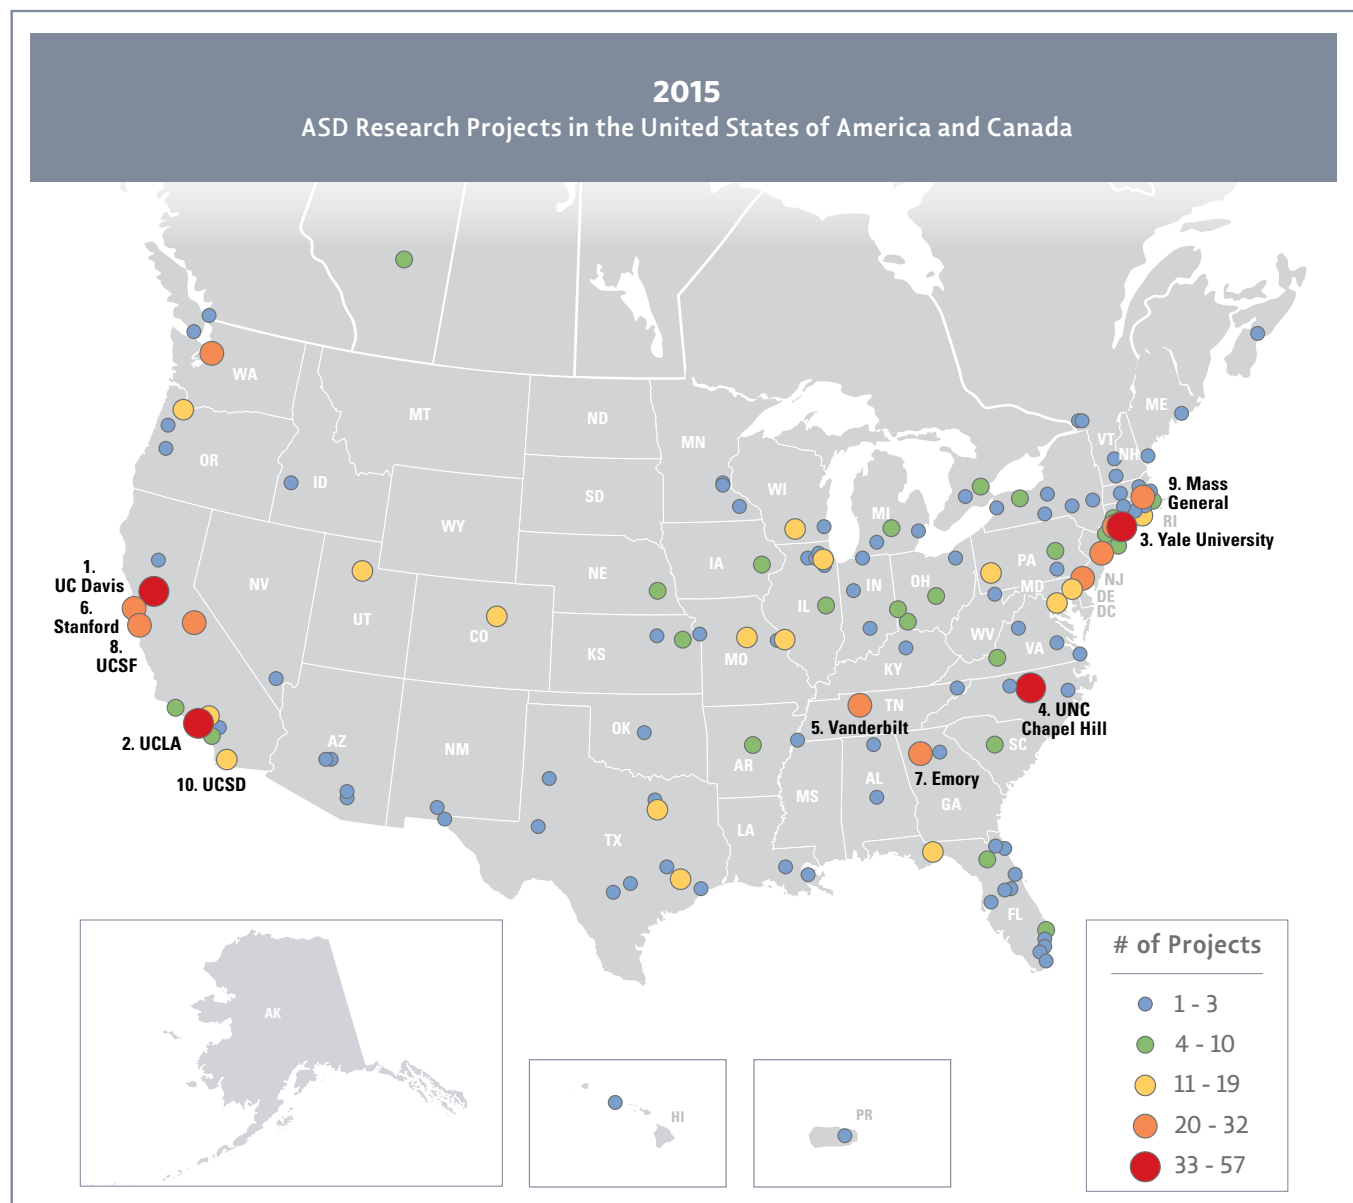 2015
ASD Research Projects in the United States of America and Canada
WA
MT
ND
MN
ME
VT
NH
OR
ID
SD
WI
MI
9. Mass
General
RI
3. Yale University
WY
IA
NE
PA
NJ
MD
DE
DC
1.
UC Davis
6.
Stanford
8.
UCSF
NV
UT
CO
IL
IN
OH
WV
VA
KS
MO
KY
2. UCLA
10. UCSD
AZ
NM
OK
AR
TN
5. Vanderbilt
4. UNC
Chapel Hill
SC
7. Emory
MS
AL
GA
TX
LA
FL
AK
HI
PR
# of Projects
1 - 3
4 - 10
11 - 19
20 - 32
33 - 57